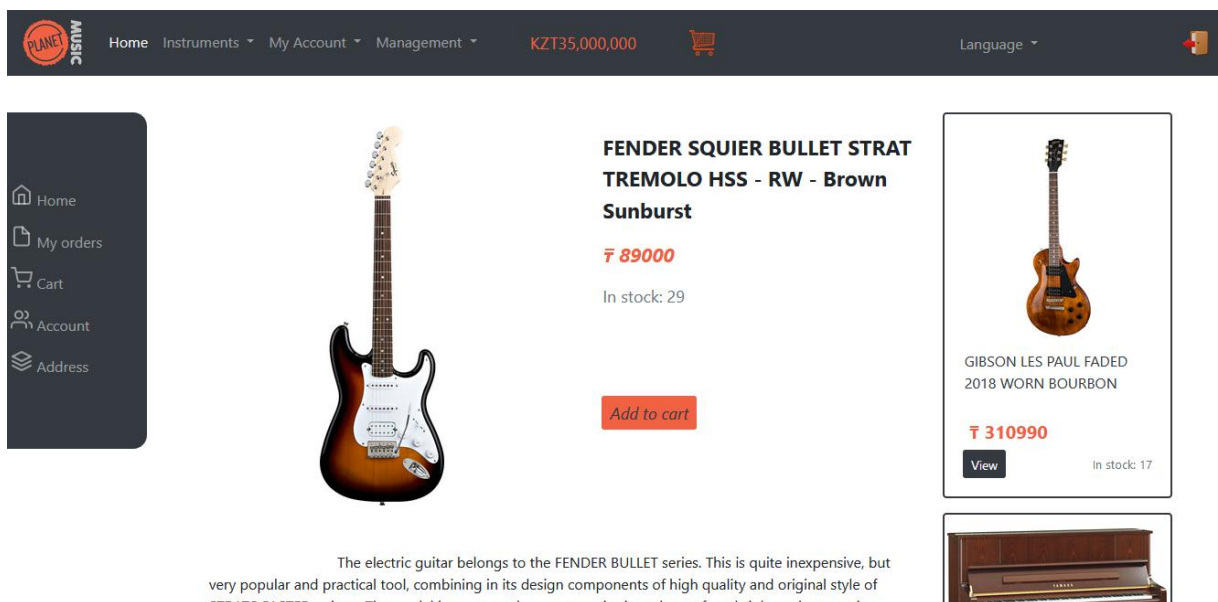 PLANET
MUSIC
Home Instruments My Account Management KZT35,000,000 Language
Home
My orders
Cart
Account
Address
FENDER SQUIER BULLET STRAT
TREMOLO HSS - RW - Brown
Sunburst
₸ 89000
In stock: 29
Add to cart
The electric guitar belongs to the FENDER BULLET series. This is quite inexpensive, but
very popular and practical tool, combining in its design components of high quality and original style of
GIBSON LES PAUL FADED
2018 WORN BOURBON
₸ 310990
View In stock: 17
YAMAHA